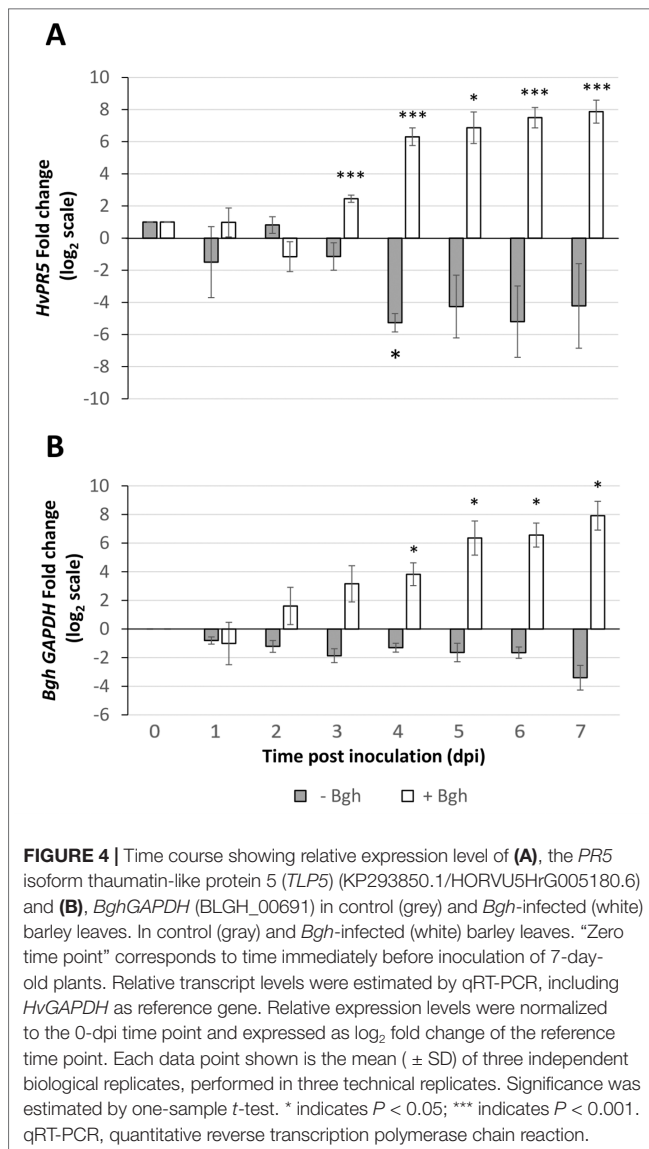 A
10
8
6
4
2
0
-2
-4
-6
-8
-10
HvPR5 Fold change
(log₂ scale)
***
***
*
***
***
*
B
10
8
6
4
2
0
-2
-4
-6
Bgh GAPDH Fold change
(log₂ scale)
*
*
*
*
0 1 2 3 4 5 6 7
Time post inoculation (dpi)
- Bgh + Bgh
FIGURE 4 | Time course showing relative expression level of (A), the PR5
isoform thaumatin-like protein 5 (TLP5) (KP293850.1/HORVU5HrG005180.6)
and (B), BghGAPDH (BLGH_00691) in control (grey) and Bgh-infected (white)
barley leaves. In control (gray) and Bgh-infected (white) barley leaves. “Zero
time point” corresponds to time immediately before inoculation of 7-day-
old plants. Relative transcript levels were estimated by qRT-PCR, including
HvGAPDH as reference gene. Relative expression levels were normalized
to the 0-dpi time point and expressed as log₂ fold change of the reference
time point. Each data point shown is the mean ( ± SD) of three independent
biological replicates, performed in three technical replicates. Significance was
estimated by one-sample t-test. * indicates P < 0.05; *** indicates P < 0.001.
qRT-PCR, quantitative reverse transcription polymerase chain reaction.